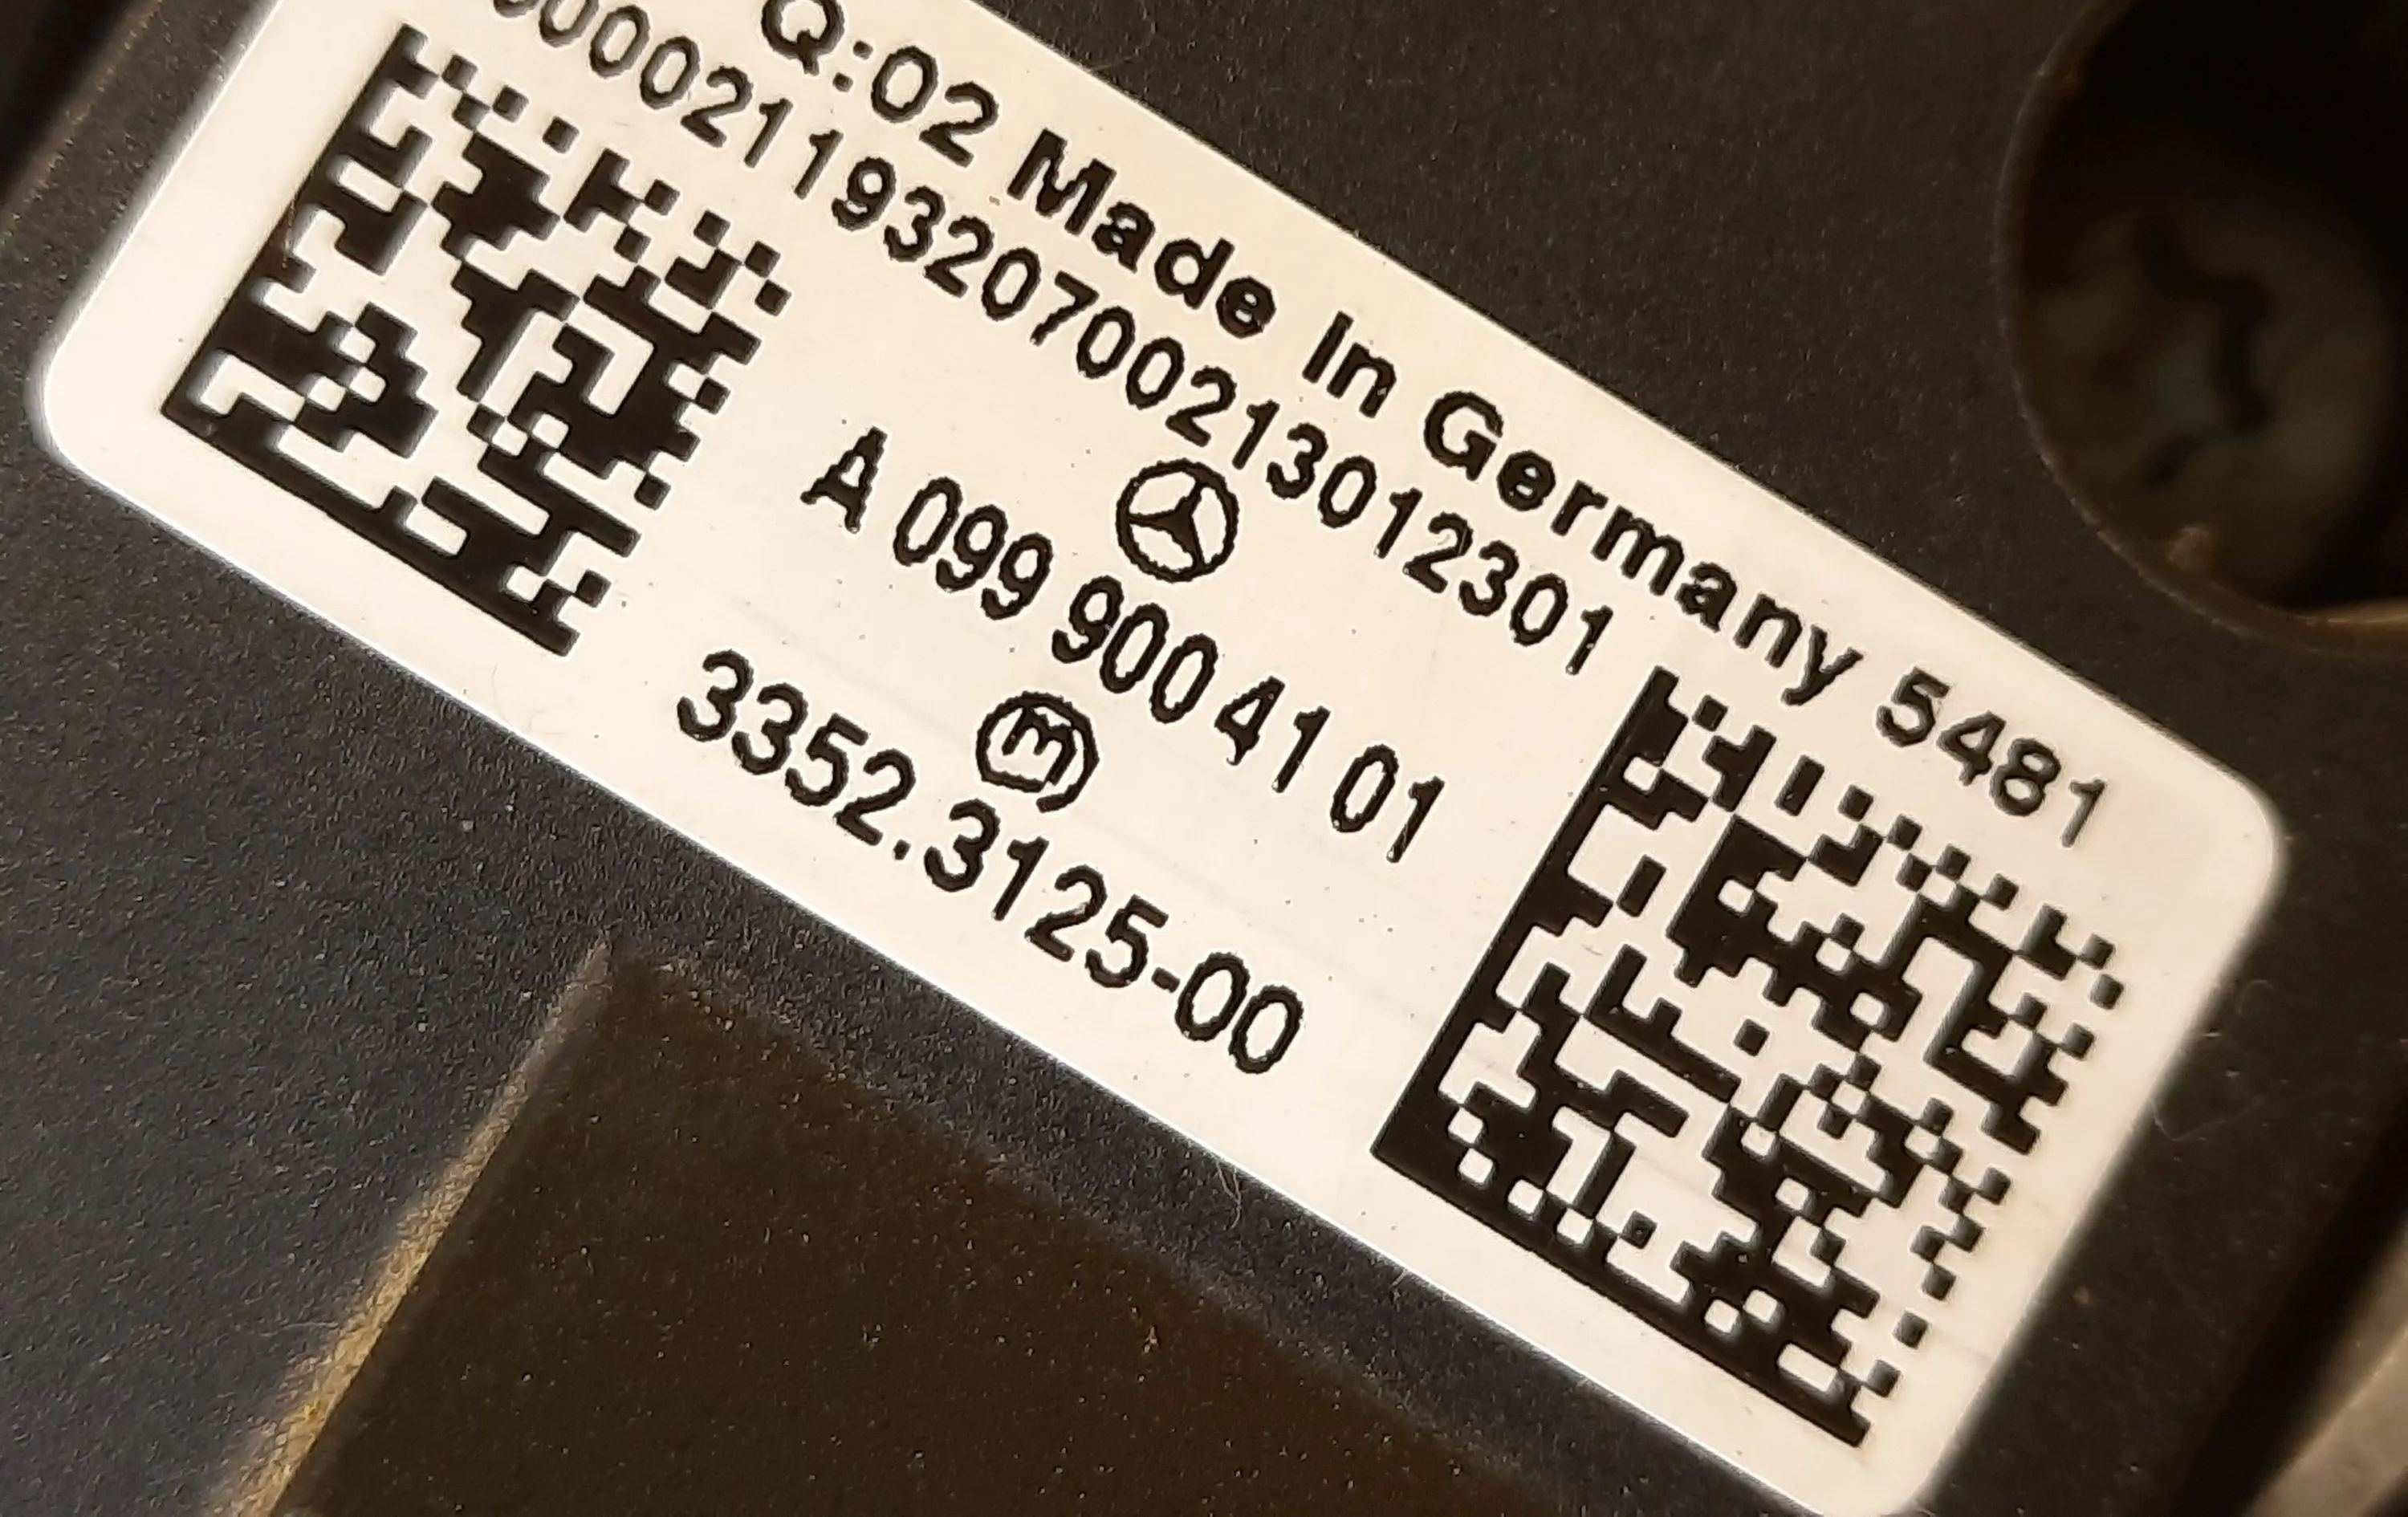 Q:02 Made In Germany 5481
00002119320700213012301
A 099 900 41 01
m
3352.3125-00